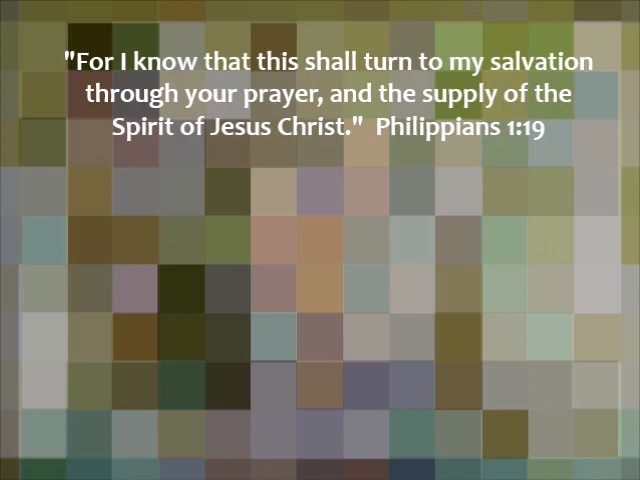 "For I know that this shall turn to my salvation
through your prayer, and the supply of the
Spirit of Jesus Christ."  Philippians 1:19